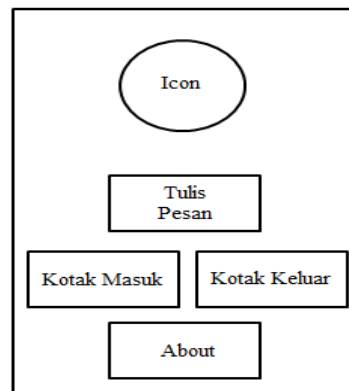 Icon
Tulis
Pesan
Kotak Masuk
Kotak Keluar
About